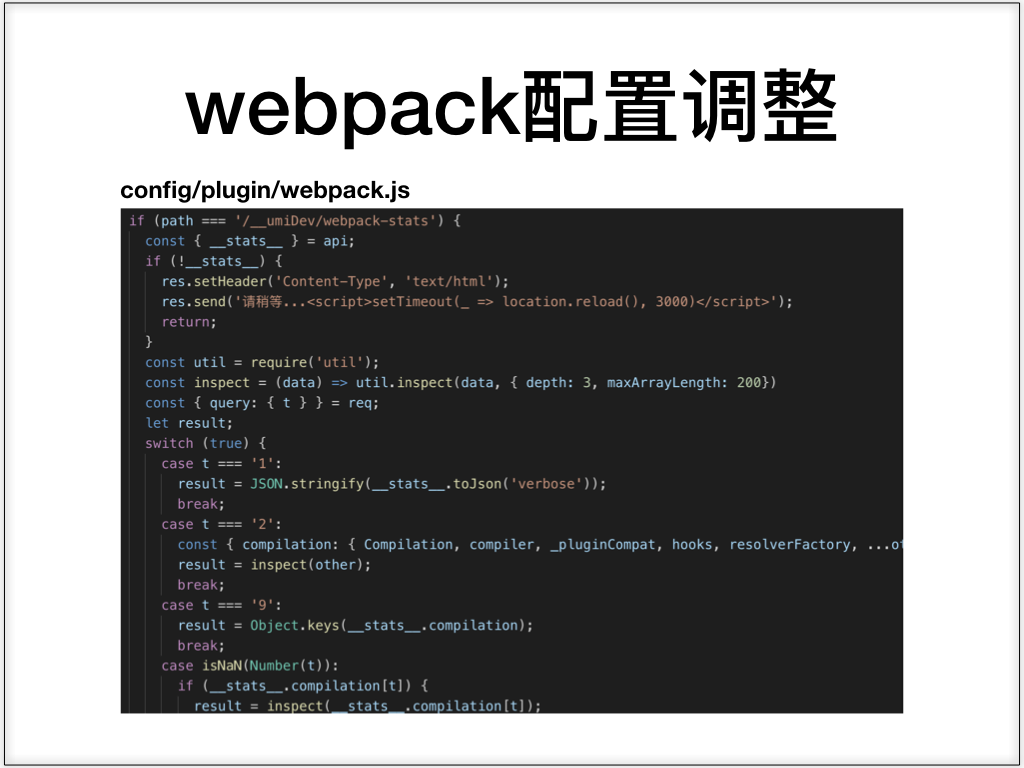 webpack配置调整
config/plugin/webpack.js
if (path === '/__umiDev/webpack-stats') {
const { __stats__ } = api;
if (!__stats__) {
res.setHeader('Content-Type', 'text/html');
res.send('请稍等...<script>setTimeout(_ => location.reload(), 3000)</script>');
return;
}
const util = require('util');
const inspect = (data) => util.inspect(data, { depth: 3, maxArrayLength: 200})
const { query: { t } } = req;
let result;
switch (true) {
case t === '1':
result = JSON.stringify(__stats__.toJson('verbose'));
break;
case t === '2':
const { compilation: { Compilation, compiler, _pluginCompat, hooks, resolverFactory, ...ot
result = inspect(other);
break;
case t === '9':
result = Object.keys(__stats__.compilation);
break;
case isNaN(Number(t)):
if (__stats__.compilation[t]) {
result = inspect(__stats__.compilation[t]);